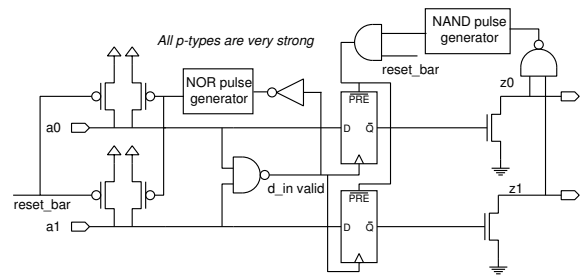 All p-types are very strong
NAND pulse
generator
NOR pulse
generator
reset_bar
PRE
z0
a0
D Q
d_in valid
PRE
reset_bar
z1
a1
D Q